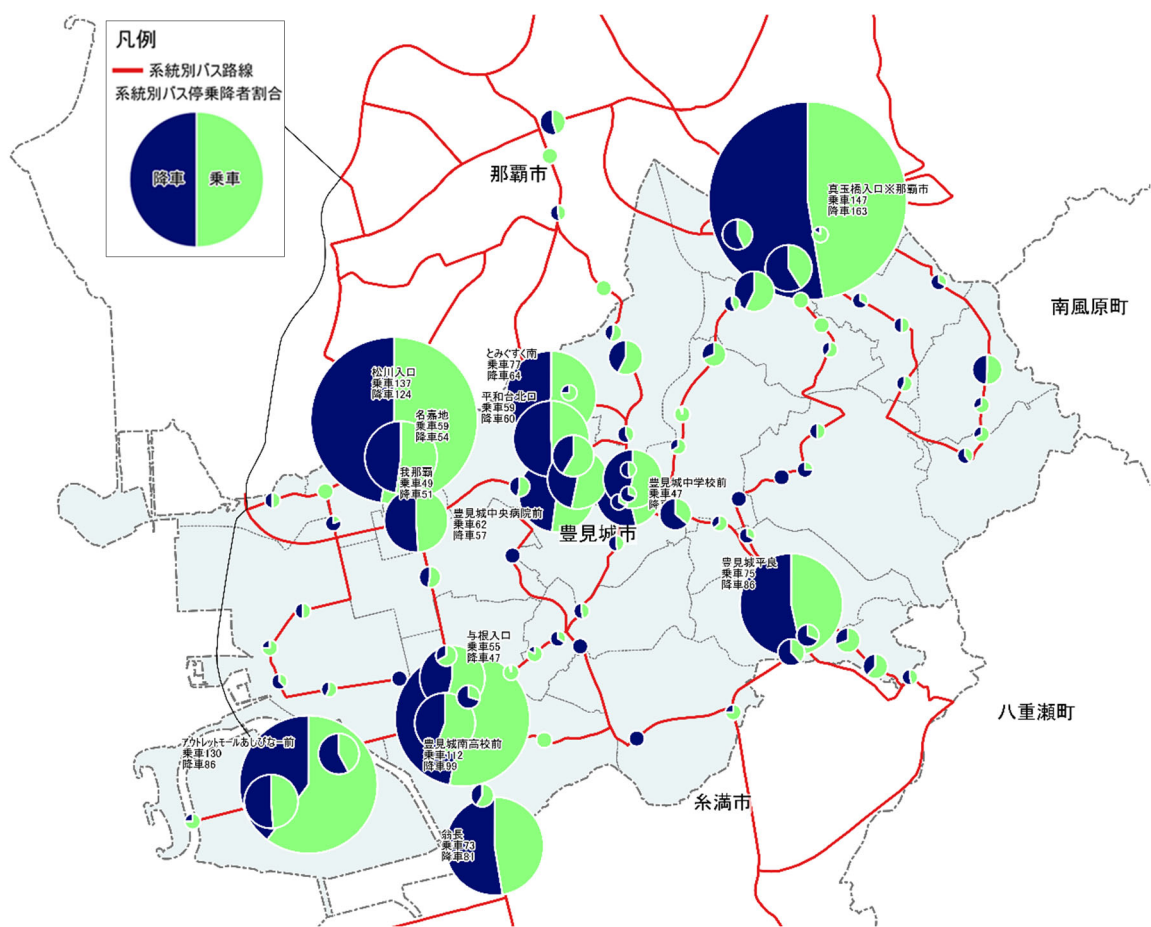 凡例
系統別バス路線
系統別バス停乗降者割合
降車
乗車
那覇市
真玉橋入口※那覇市
乗車147
降車163
南風原町
とみぐすく南
乗車77
降車64
松川入口
乗車137
降車124
平和台北口
乗車59
降車60
名嘉地
乗車59
降車54
我那覇
乗車49
降車51
豊見城中学校前
乗車47
豊見城中央病院前
乗車62
降車57
豊見城市
豊見城平良
乗車75
降車86
与根入口
乗車55
降車47
八重瀬町
アウトレットモールあしびなー前
乗車130
降車86
豊見城南高校前
乗車112
降車99
糸満市
翁長
乗車73
降車81